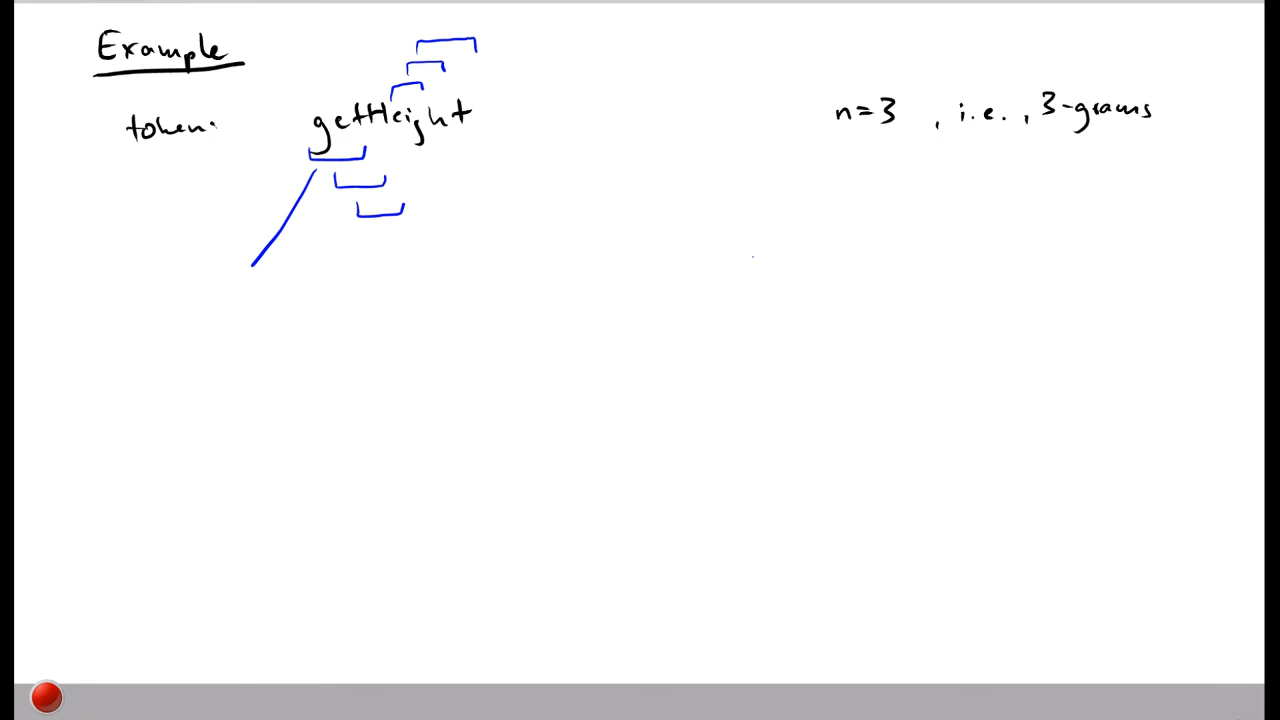 Example
token: getHeight n=3 , i.e. , 3-grams